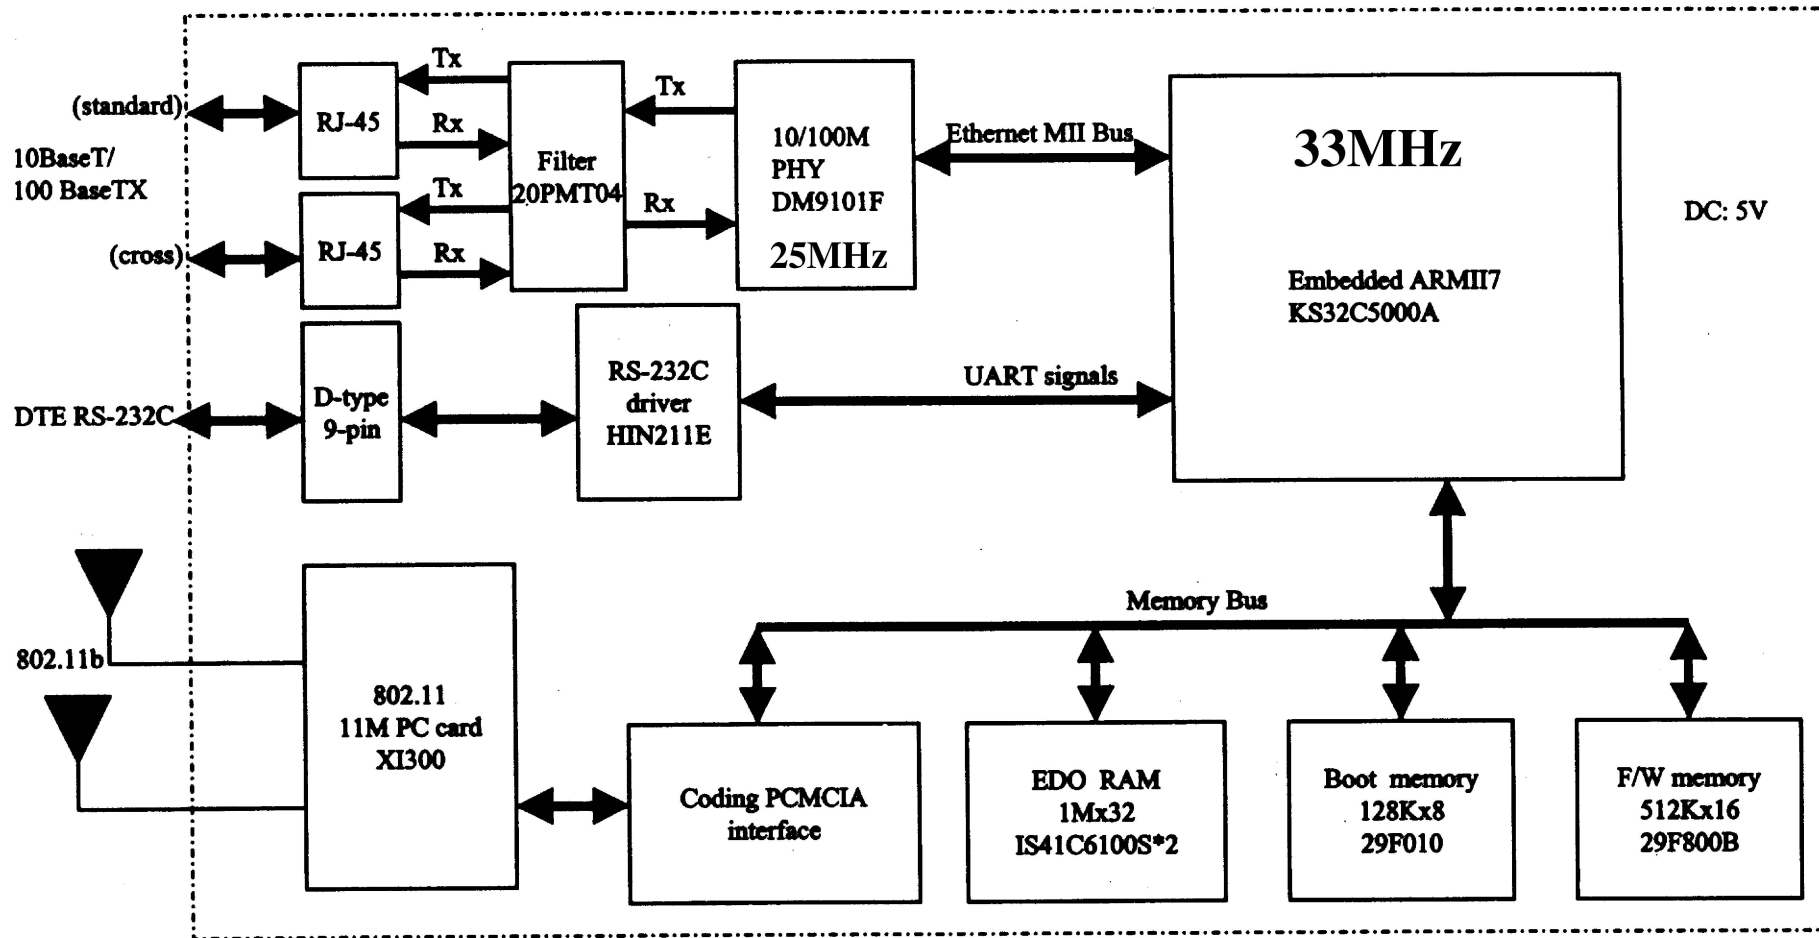 (standard)
10BaseT/
100 BaseTX
(cross)
RJ-45
RJ-45
Tx
Rx
Tx
Rx
Filter
20PMT04
Tx
Rx
10/100M
PHY
DM9101F
25MHz
Ethernet MII Bus
33MHz
Embedded ARMII7
KS32C5000A
DC: 5V
DTE RS-232C
D-type
9-pin
RS-232C
driver
HIN211E
UART signals
Memory Bus
802.11b
802.11
11M PC card
XI300
Coding PCMCIA
interface
EDO RAM
1Mx32
IS41C6100S*2
Boot memory
128Kx8
29F010
F/W memory
512Kx16
29F800B